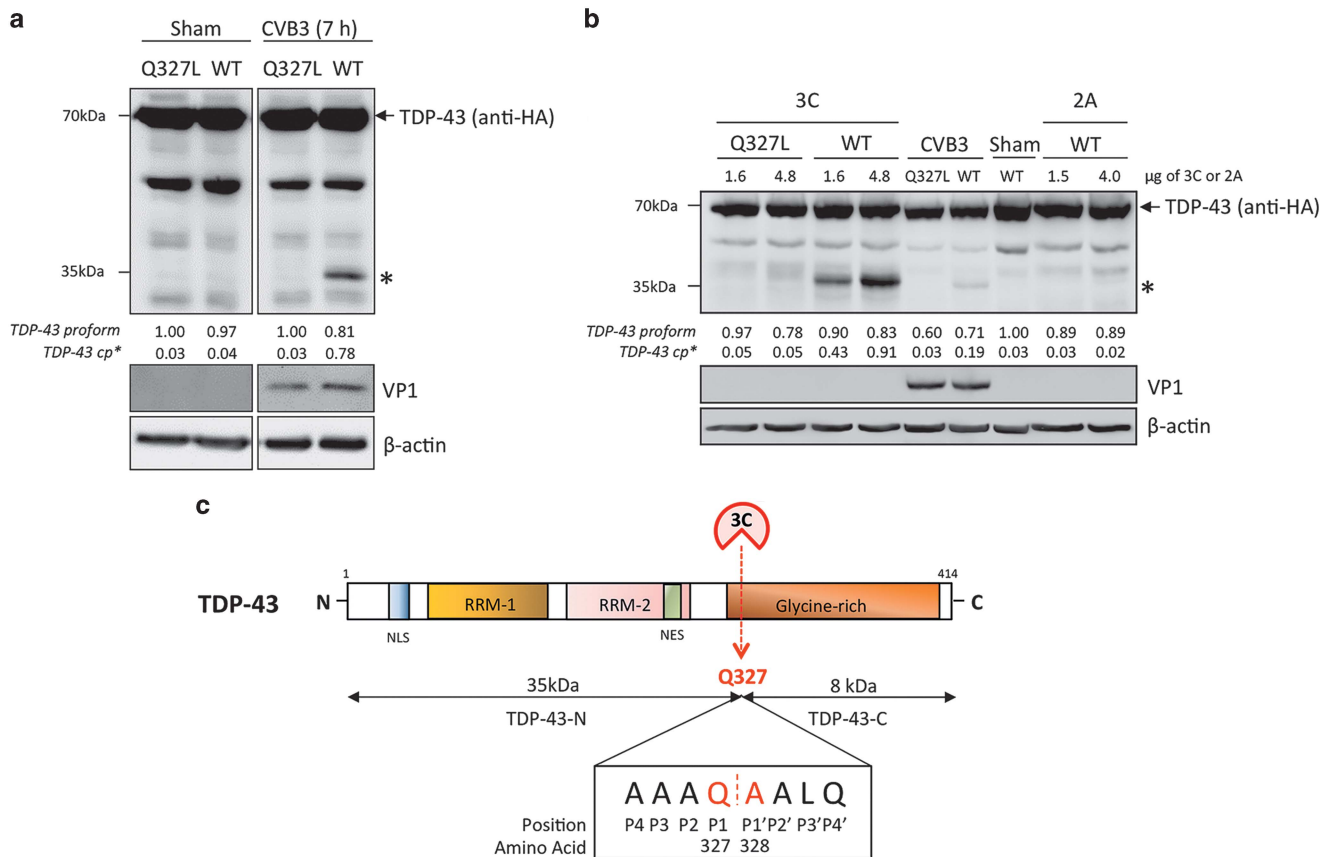 a
Sham CVB3 (7 h)
Q327L WT Q327L WT
70kDa TDP-43 (anti-HA)
35kDa *
TDP-43 proform 1.00 0.97 1.00 0.81
TDP-43 cp* 0.03 0.04 0.03 0.78
VP1
β-actin
b
3C 2A
Q327L WT CVB3 Sham WT
1.6 4.8 1.6 4.8 Q327L WT WT 1.5 4.0 μg of 3C or 2A
70kDa TDP-43 (anti-HA)
35kDa *
TDP-43 proform 0.97 0.78 0.90 0.83 0.60 0.71 1.00 0.89 0.89
TDP-43 cp* 0.05 0.05 0.43 0.91 0.03 0.19 0.03 0.03 0.02
VP1
β-actin
c
3C
1 414
TDP-43 N RRM-1 RRM-2 Glycine-rich C
NLS NES
Q327
35kDa 8 kDa
TDP-43-N TDP-43-C
A A A Q A A L Q
Position P4 P3 P2 P1 P1' P2' P3' P4'
Amino Acid 327 328